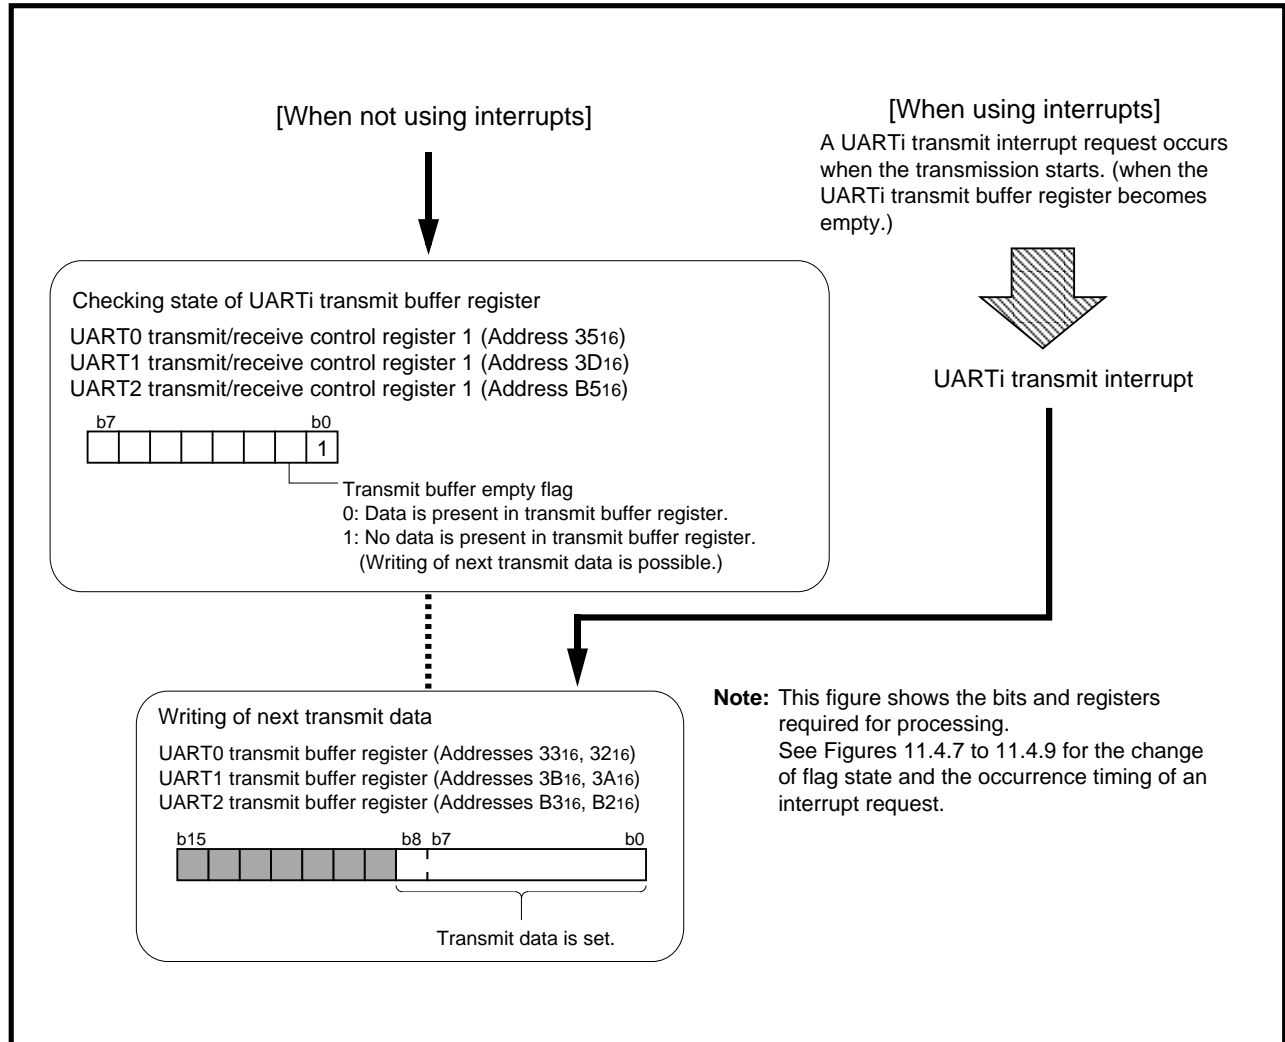 [When not using interrupts]
[When using interrupts]
A UARTi transmit interrupt request occurs
when the transmission starts. (when the
UARTi transmit buffer register becomes
empty.)
Checking state of UARTi transmit buffer register
UART0 transmit/receive control register 1 (Address 3516)
UART1 transmit/receive control register 1 (Address 3D16)
UART2 transmit/receive control register 1 (Address B516)
b7 b0
1
Transmit buffer empty flag
0: Data is present in transmit buffer register.
1: No data is present in transmit buffer register.
(Writing of next transmit data is possible.)
UARTi transmit interrupt
Writing of next transmit data
UART0 transmit buffer register (Addresses 3316, 3216)
UART1 transmit buffer register (Addresses 3B16, 3A16)
UART2 transmit buffer register (Addresses B316, B216)
b15 b8 b7 b0
Transmit data is set.
Note: This figure shows the bits and registers
required for processing.
See Figures 11.4.7 to 11.4.9 for the change
of flag state and the occurrence timing of an
interrupt request.